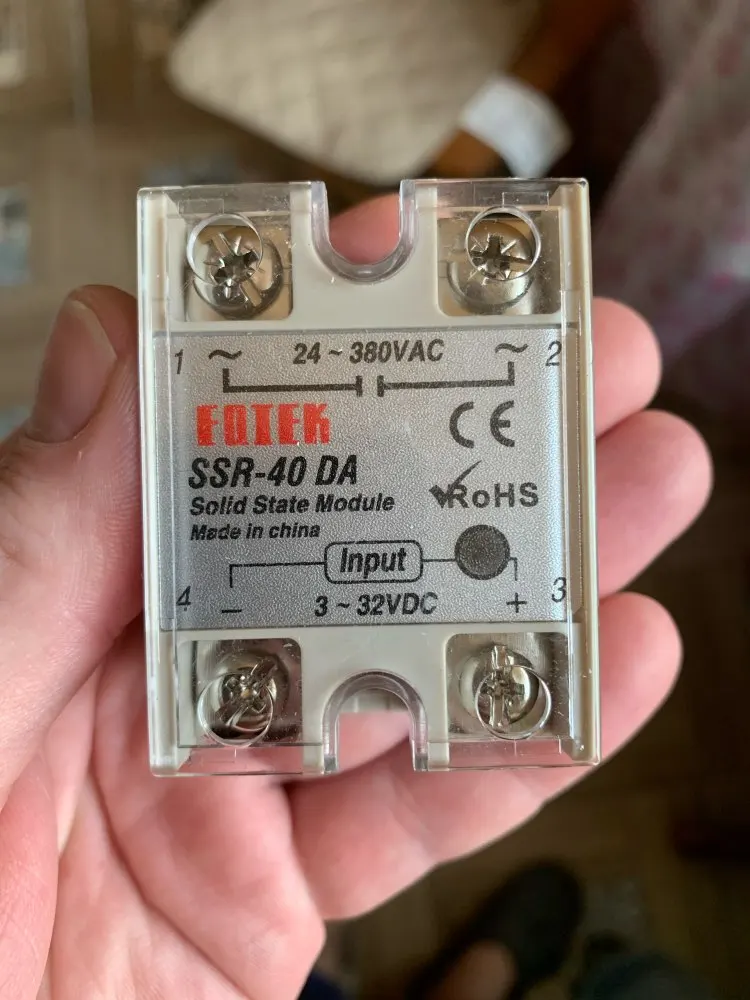 1 ~ 24 ~ 380VAC ~ 2
FOTEK
CE
SSR-40 DA
RoHS
Solid State Module
Made in china
Input
4 − 3 ~ 32VDC + 3